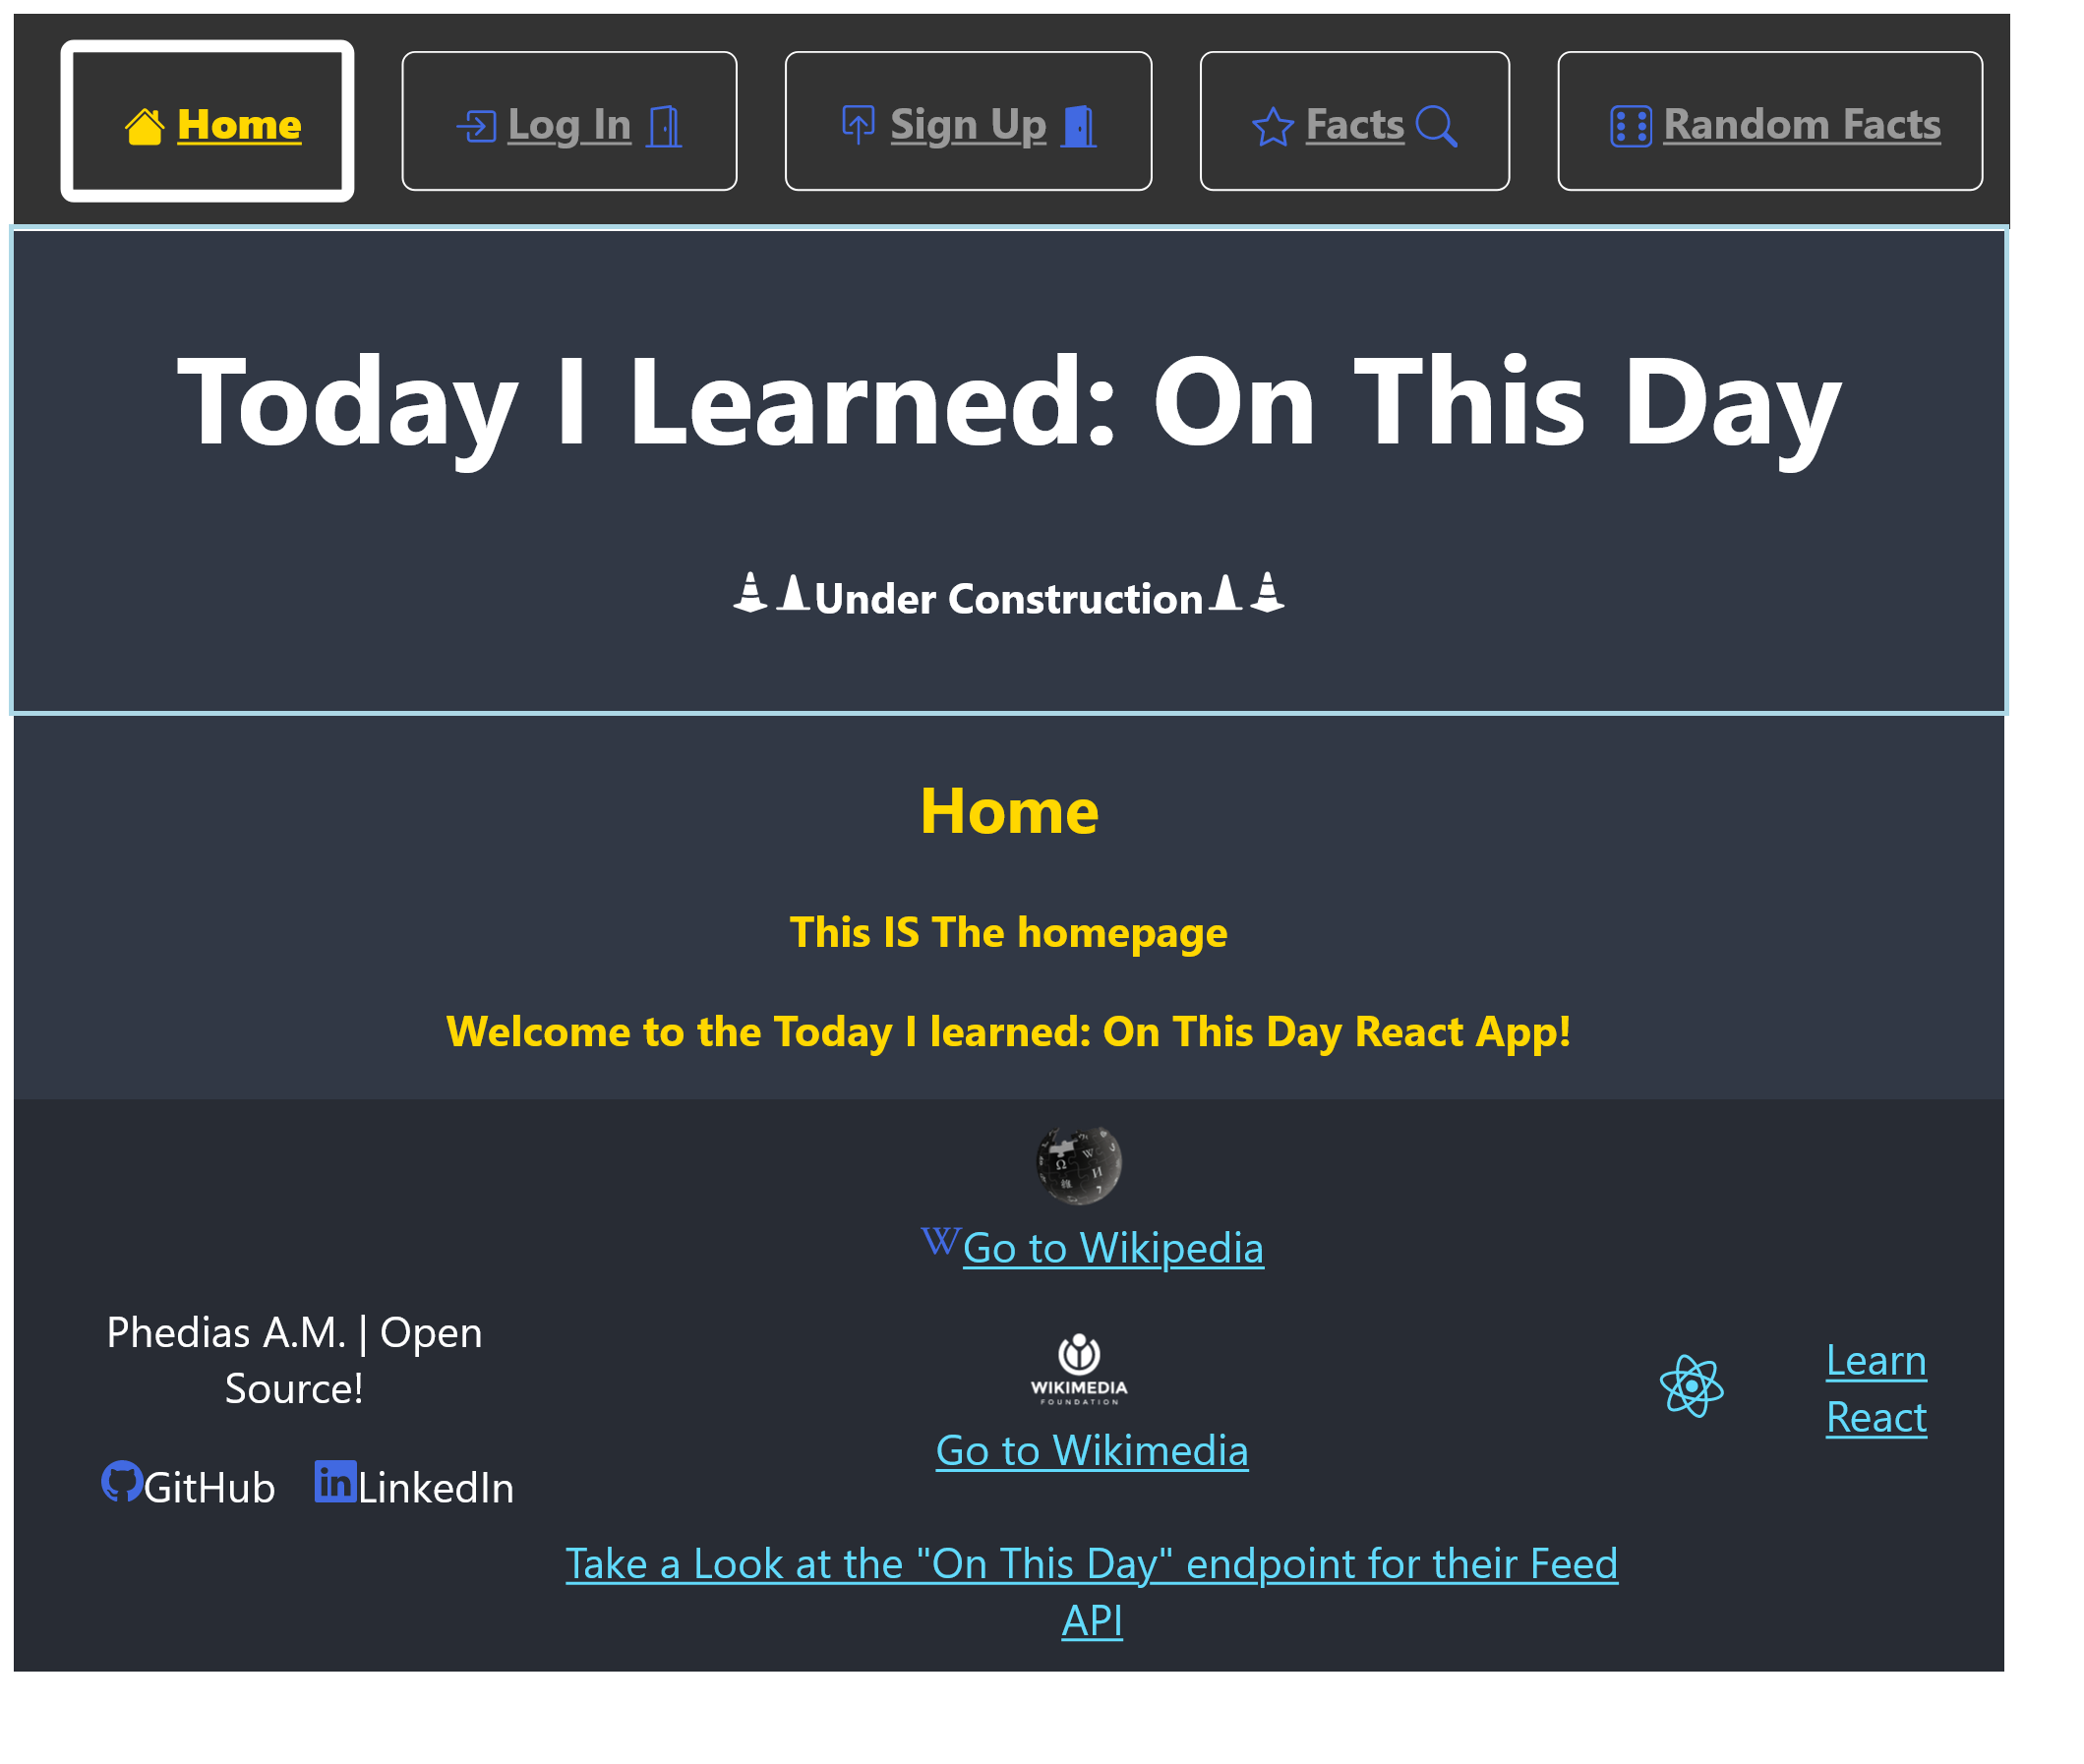 Home Log In Sign Up Facts Random Facts
Today I Learned: On This Day
Under Construction
Home
This IS The homepage
Welcome to the Today I learned: On This Day React App!
W Go to Wikipedia
Phedias A.M. | Open
Source!
GitHub LinkedIn
WIKIMEDIA
FOUNDATION
Go to Wikimedia
Take a Look at the "On This Day" endpoint for their Feed
API
Learn
React